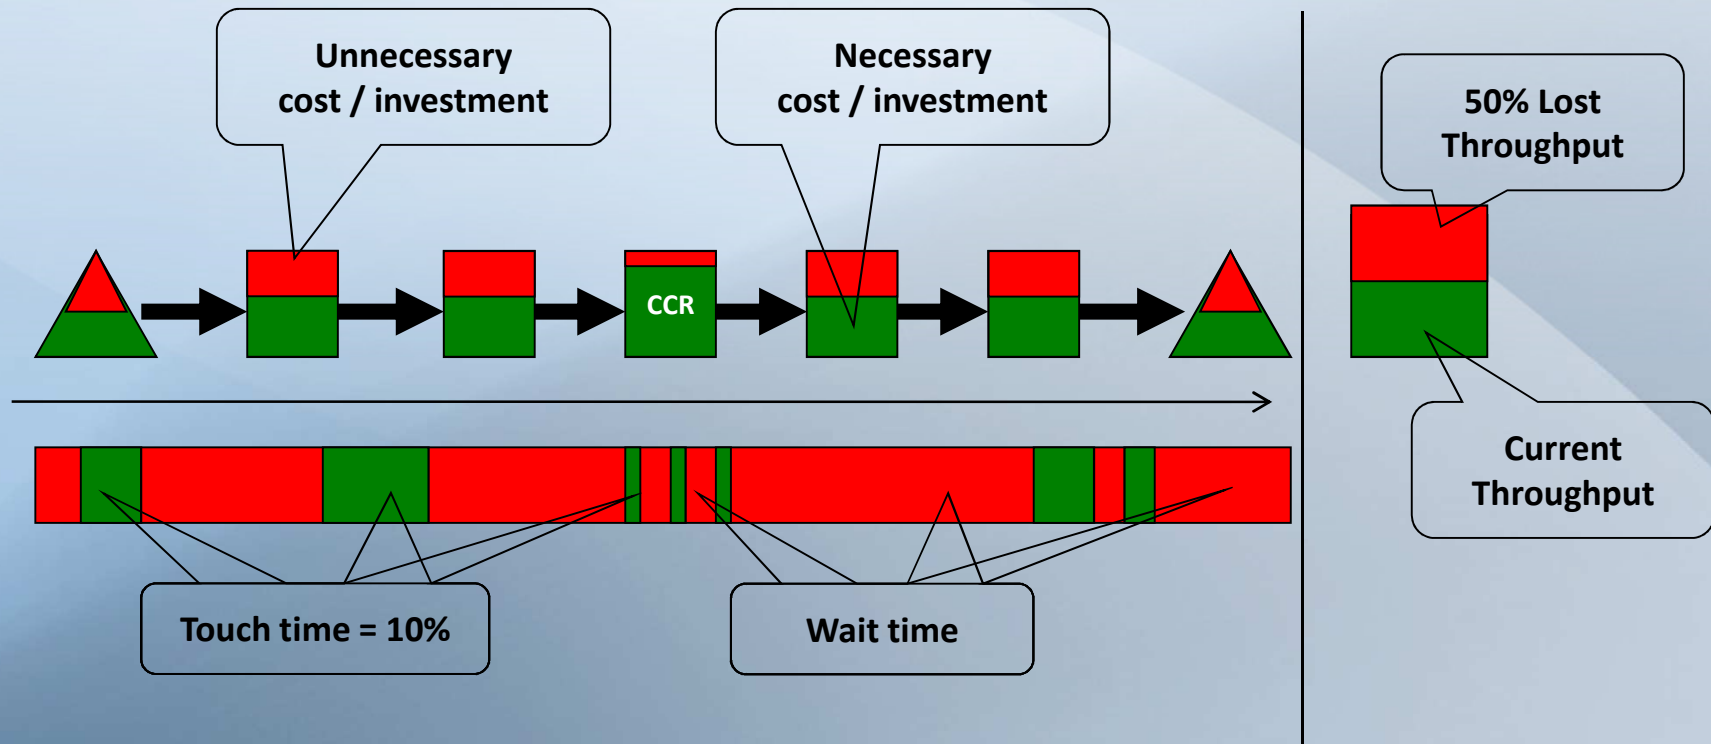 Unnecessary
cost / investment
Necessary
cost / investment
50% Lost
Throughput
CCR
Current
Throughput
Touch time = 10%
Wait time